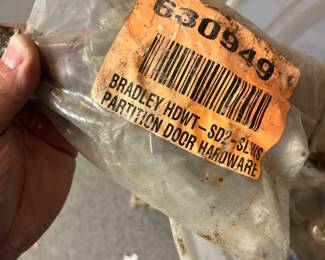 630949
BRADLEY HDWT-SD2-SLWS
PARTITION DOOR HARDWARE